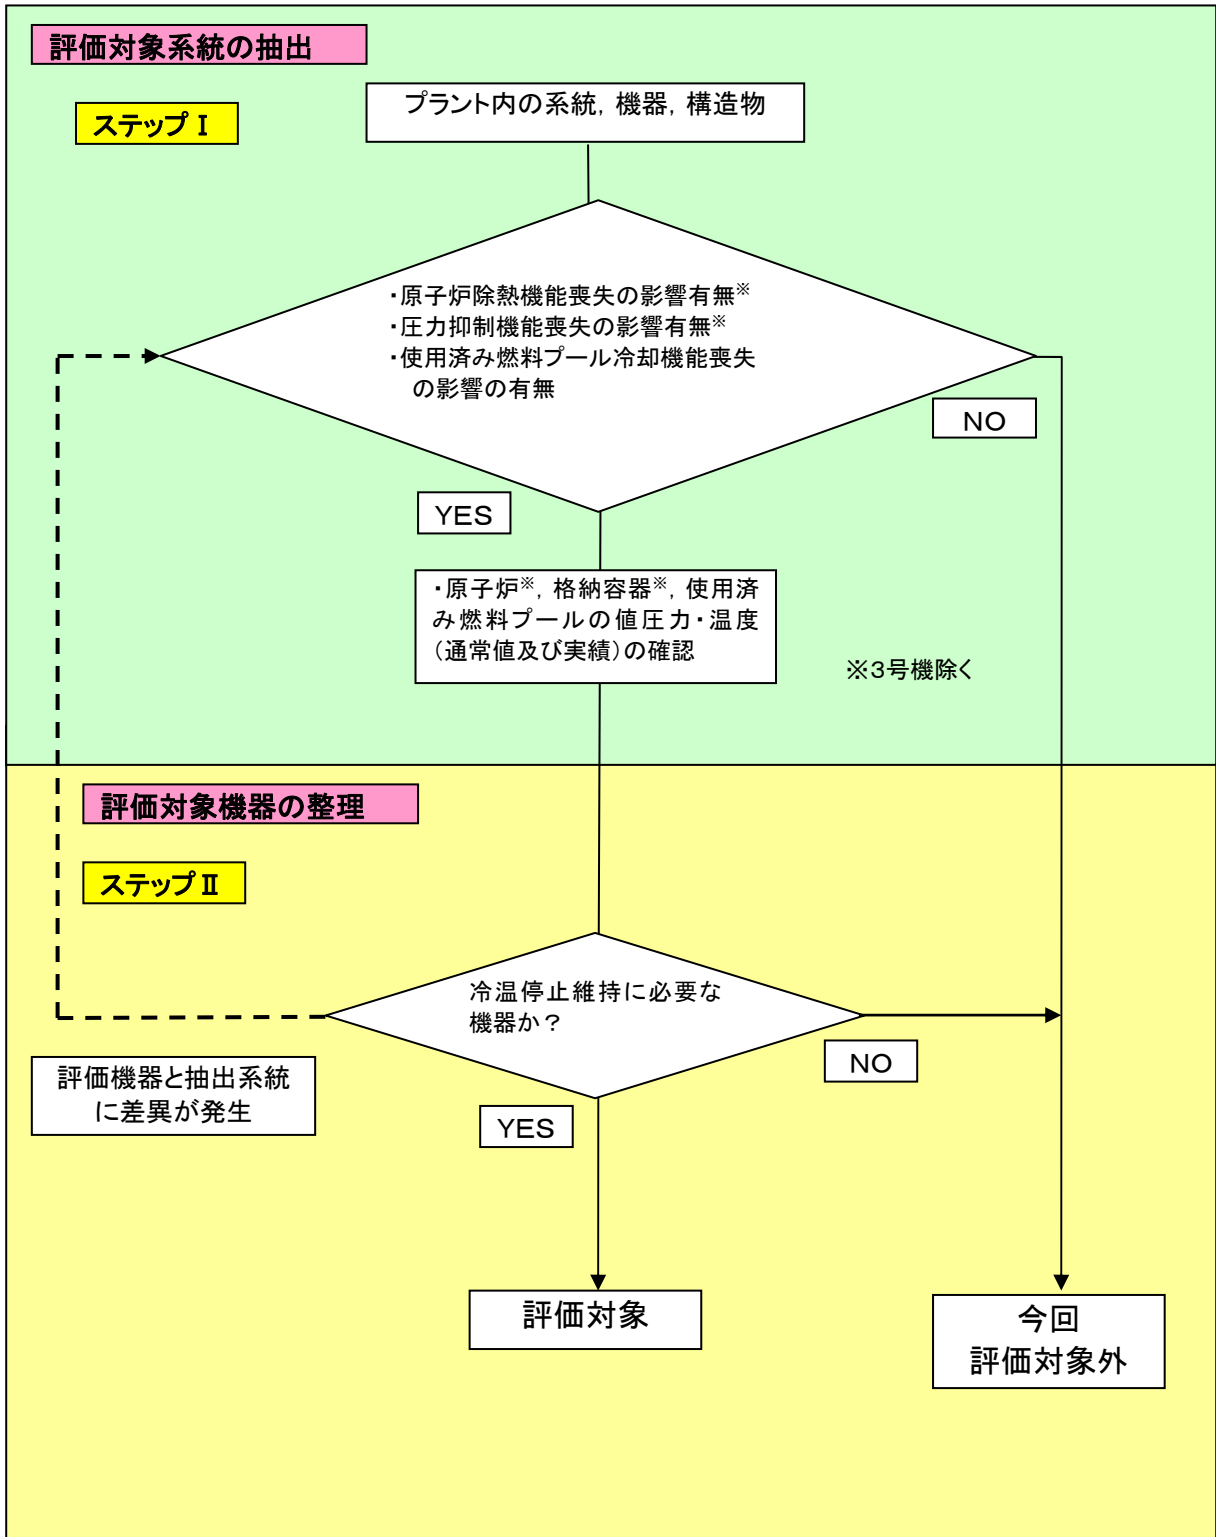 評価対象系統の抽出
ステップⅠ
プラント内の系統, 機器, 構造物
・原子炉除熱機能喪失の影響有無※
・圧力抑制機能喪失の影響有無※
・使用済み燃料プール冷却機能喪失
の影響の有無
NO
YES
・原子炉※, 格納容器※, 使用済
み燃料プールの値圧力・温度
(通常値及び実績)の確認
※3号機除く
評価対象機器の整理
ステップⅡ
冷温停止維持に必要な
機器か?
NO
評価機器と抽出系統
に差異が発生
YES
評価対象
今回
評価対象外